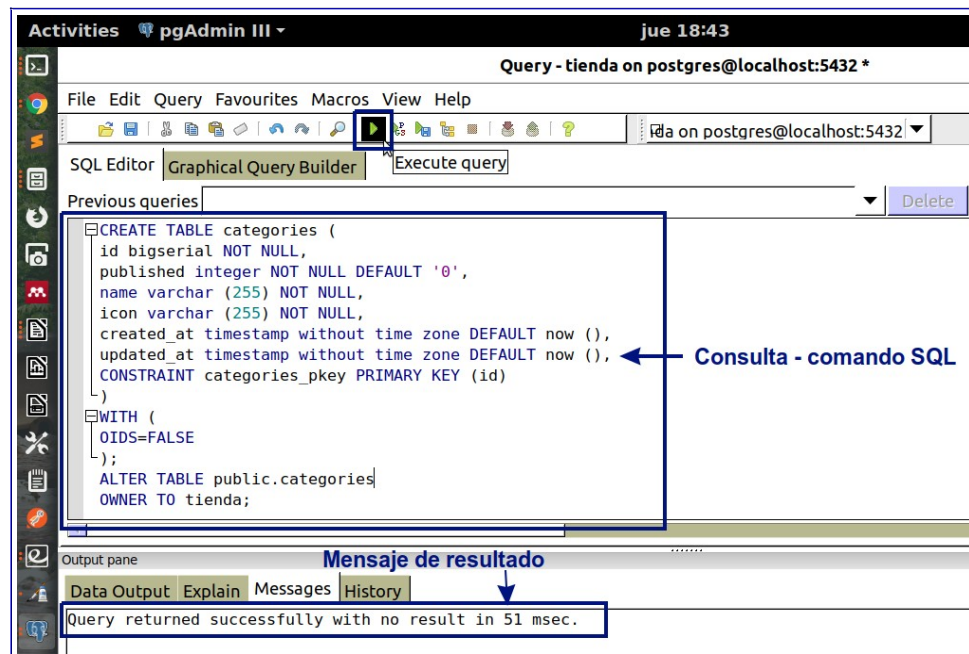 Activities pgAdmin III jue 18:43
Query - tienda on postgres@localhost:5432 *
File Edit Query Favourites Macros View Help
da on postgres@localhost:5432
SQL Editor Graphical Query Builder Execute query
Previous queries Delete
CREATE TABLE categories (
id bigserial NOT NULL,
published integer NOT NULL DEFAULT '0',
name varchar (255) NOT NULL,
icon varchar (255) NOT NULL,
created_at timestamp without time zone DEFAULT now (),
updated_at timestamp without time zone DEFAULT now (),
Consulta - comando SQL
CONSTRAINT categories_pkey PRIMARY KEY (id)
)
WITH (
OIDS=FALSE
);
ALTER TABLE public.categories
OWNER TO tienda;
Output pane
Mensaje de resultado
Data Output Explain Messages History
Query returned successfully with no result in 51 msec.